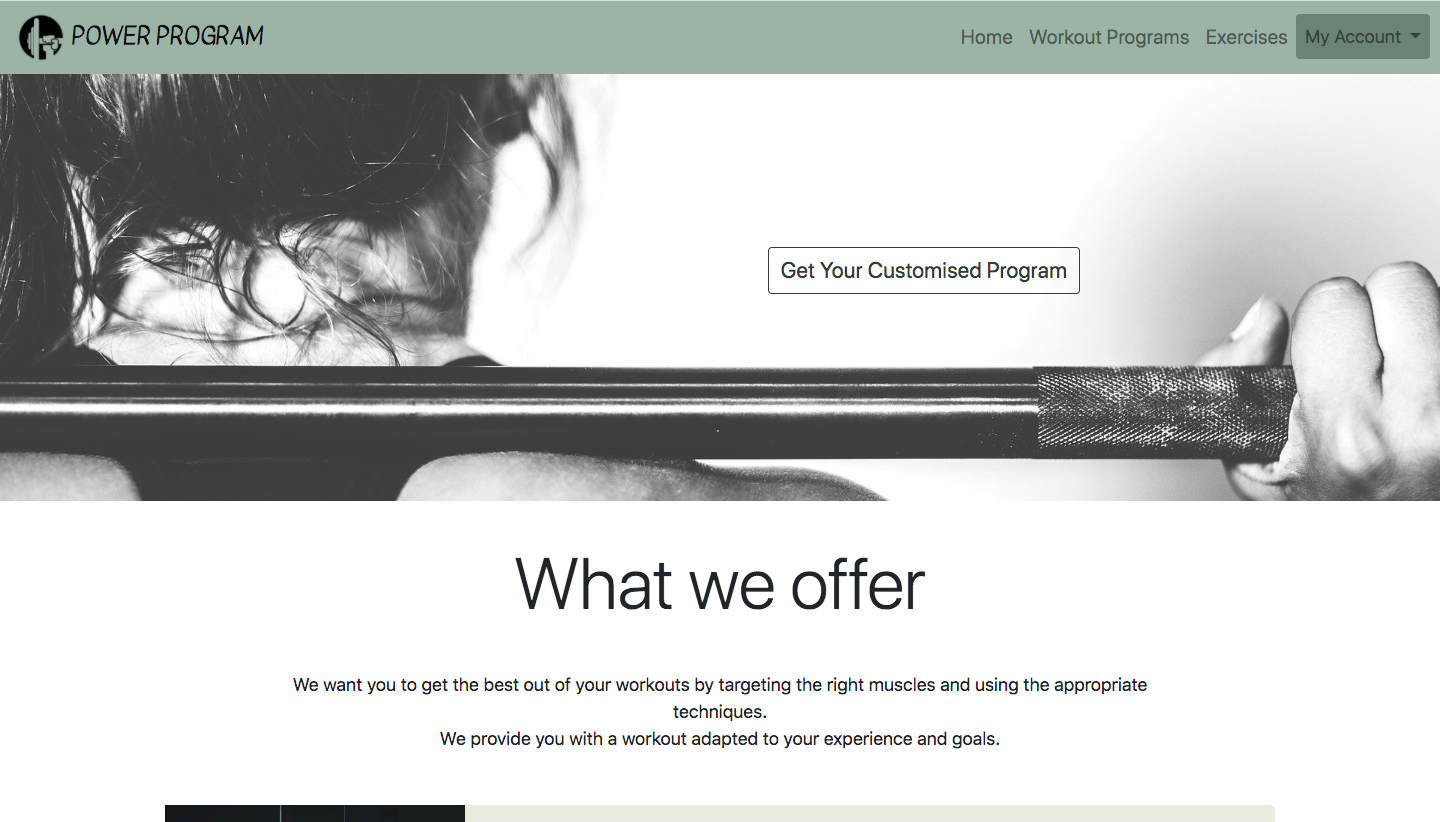 POWER PROGRAM
Home Workout Programs Exercises My Account
Get Your Customised Program
What we offer
We want you to get the best out of your workouts by targeting the right muscles and using the appropriate
techniques.
We provide you with a workout adapted to your experience and goals.